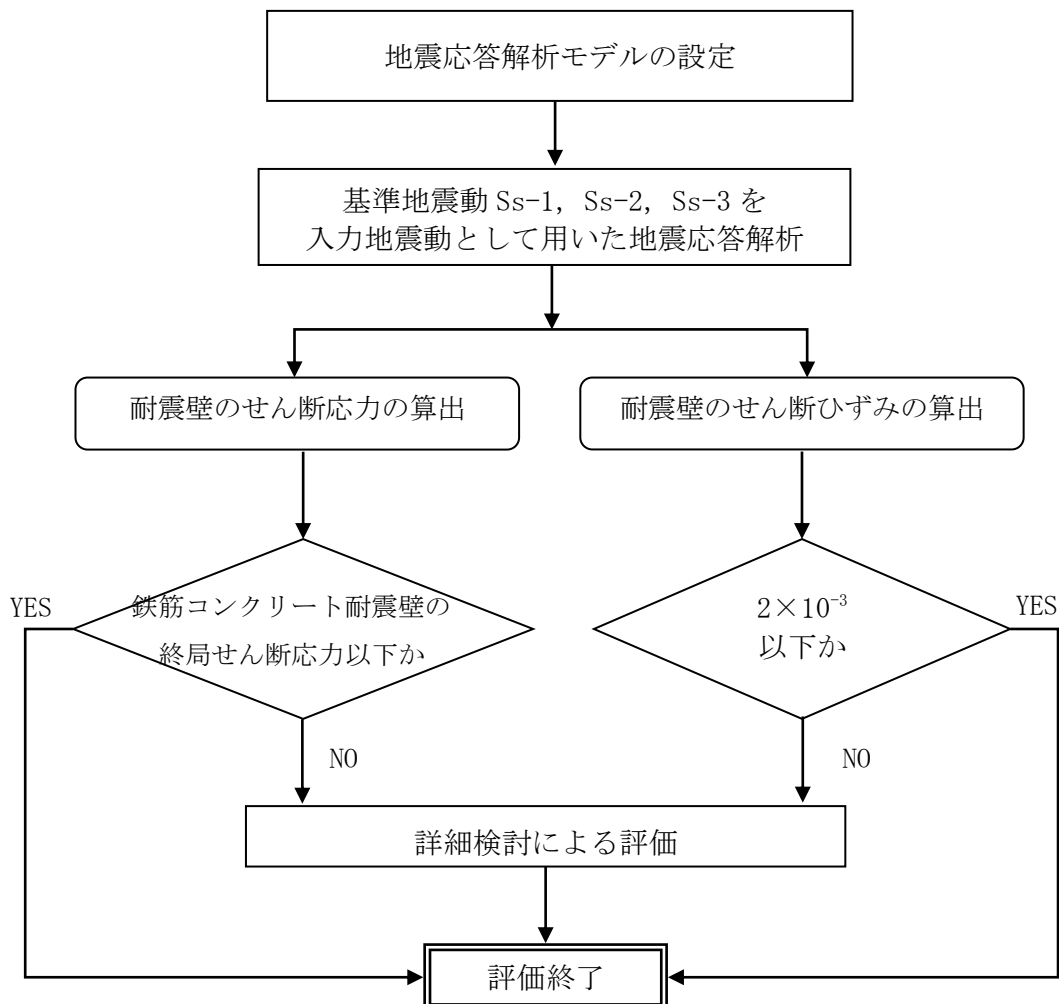 地震応答解析モデルの設定
基準地震動 Ss-1, Ss-2, Ss-3 を
入力地震動として用いた地震応答解析
耐震壁のせん断応力の算出
耐震壁のせん断ひずみの算出
YES
鉄筋コンクリート耐震壁の
終局せん断応力以下か
2×10⁻³
以下か
YES
NO
NO
詳細検討による評価
評価終了